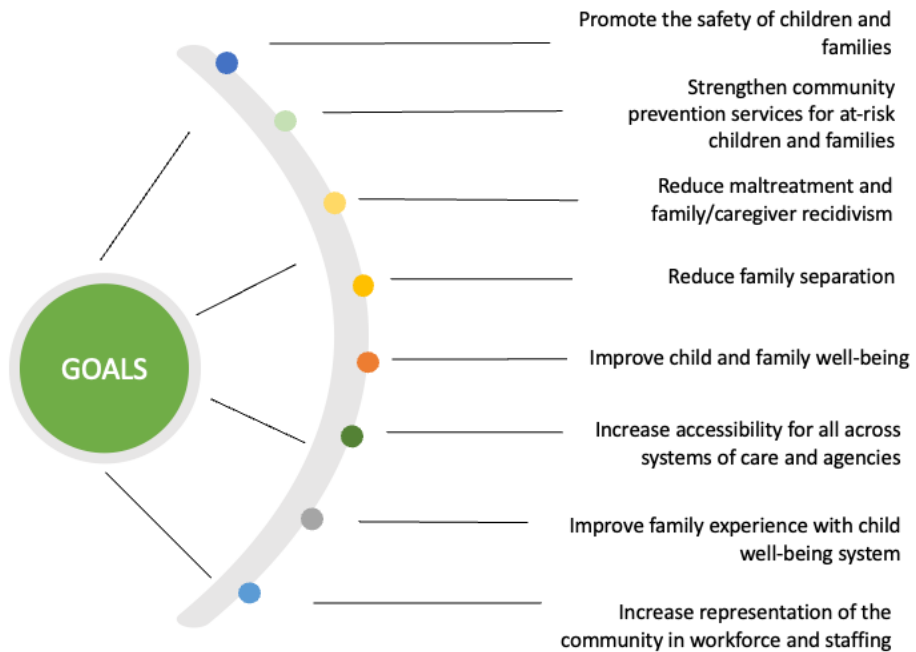 Promote the safety of children and
families
Strengthen community
prevention services for at-risk
children and families
Reduce maltreatment and
family/caregiver recidivism
Reduce family separation
GOALS
Improve child and family well-being
Increase accessibility for all across
systems of care and agencies
Improve family experience with child
well-being system
Increase representation of the
community in workforce and staffing